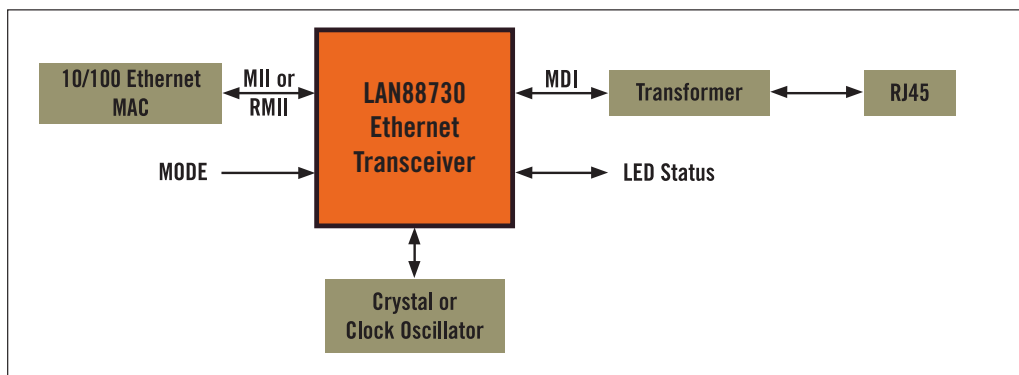 10/100 Ethernet
MAC
MII or
RMII
LAN88730
Ethernet
Transceiver
MDI
Transformer
RJ45
MODE
LED Status
Crystal or
Clock Oscillator